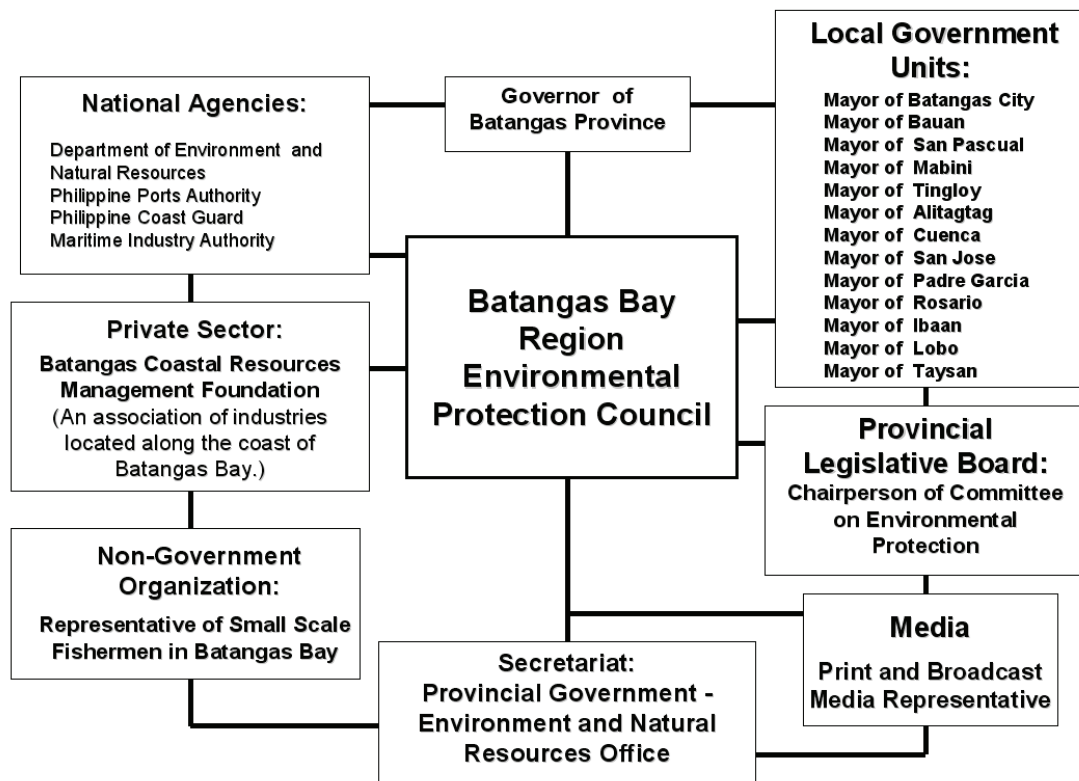 National Agencies:
Department of Environment and
Natural Resources
Philippine Ports Authority
Philippine Coast Guard
Maritime Industry Authority
Governor of
Batangas Province
Local Government
Units:
Mayor of Batangas City
Mayor of Bauan
Mayor of San Pascual
Mayor of Mabini
Mayor of Tingloy
Mayor of Alitagtag
Mayor of Cuenca
Mayor of San Jose
Mayor of Padre Garcia
Mayor of Rosario
Mayor of Ibaan
Mayor of Lobo
Mayor of Taysan
Private Sector:
Batangas Coastal Resources
Management Foundation
(An association of industries
located along the coast of
Batangas Bay.)
Batangas Bay
Region
Environmental
Protection Council
Provincial
Legislative Board:
Chairperson of Committee
on Environmental
Protection
Non-Government
Organization:
Representative of Small Scale
Fishermen in Batangas Bay
Secretariat:
Provincial Government -
Environment and Natural
Resources Office
Media
Print and Broadcast
Media Representative